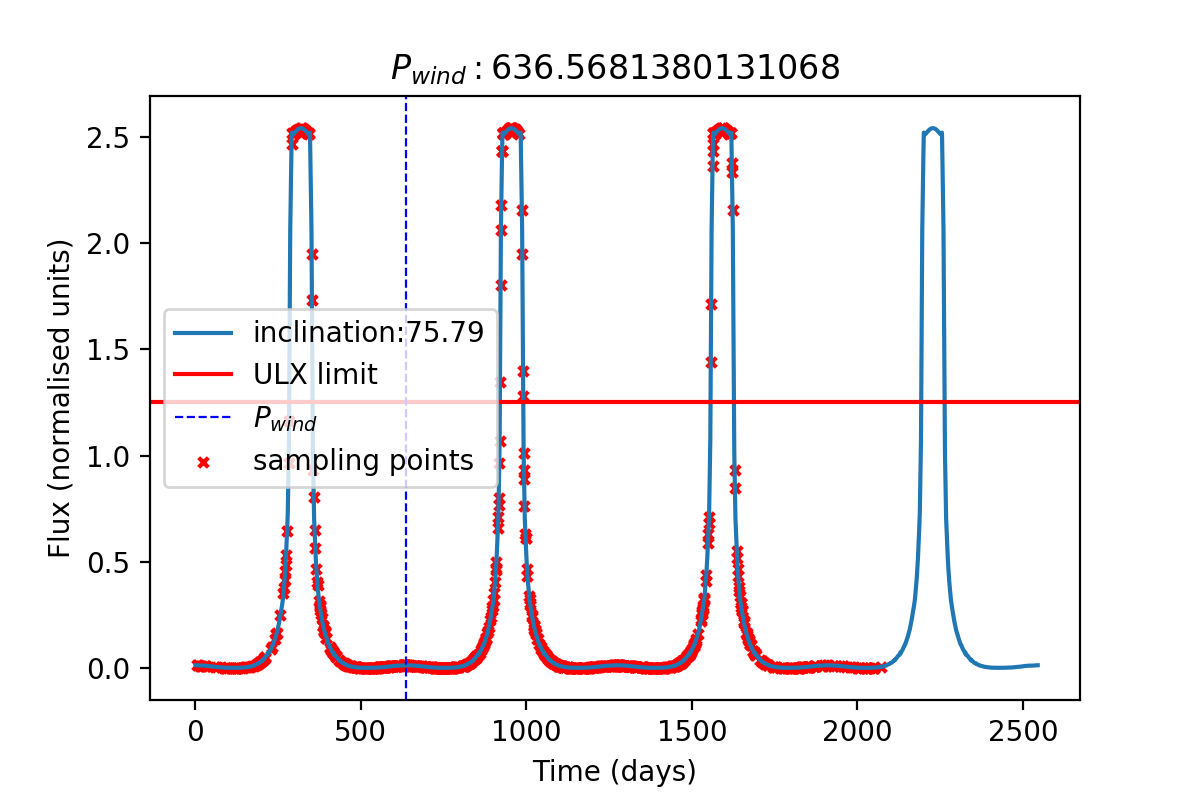 P_wind : 636.5681380131068
Flux (normalised units)
2.5
2.0
1.5
1.0
0.5
0.0
inclination:75.79
ULX limit
P_wind
sampling points
0 500 1000 1500 2000 2500
Time (days)